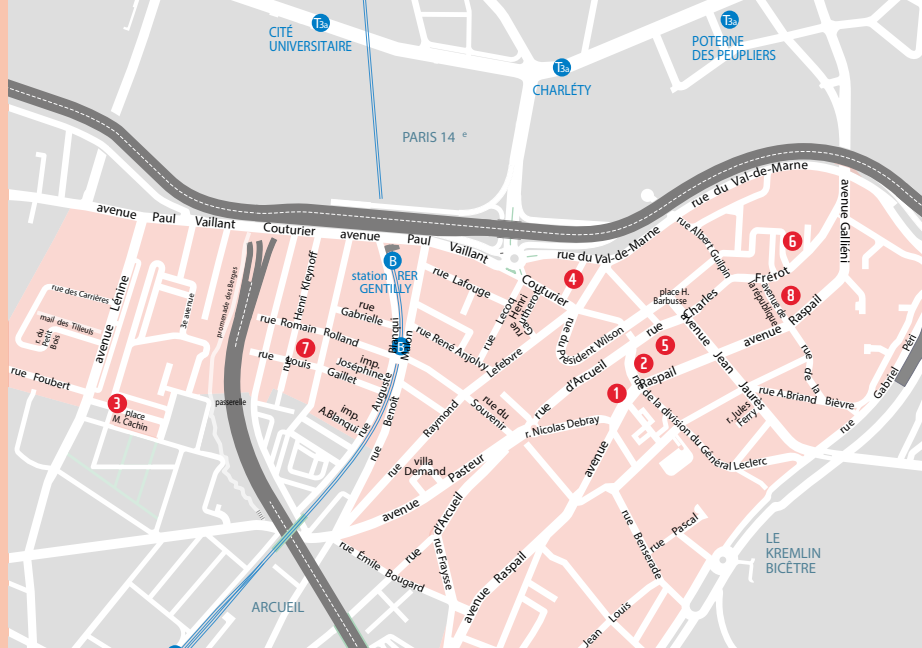 T3a
CITÉ
UNIVERSITAIRE
T3a
POTERNE
DES PEUPLIERS
T3a
CHARLÉTY
PARIS 14 e
avenue Paul Vaillant Couturier avenue Paul Vaillant Couturier
rue du Val-de-Marne
rue du Val-de-Marne
avenue Galliéni
rue Albert Guilpin
6
B
station RER
GENTILLY
4
Frérot
8
avenue de
la république
place H.
Barbusse
rue Charles
avenue Raspail
avenue Lénine
rue des Carrières
mail des Tilleuls
r. du
Petit
Bois
3e avenue
promenade des Berges
Henri Kleynoff
rue Lafouge
rue
Gabrielle
rue Romain Rolland
7
rue Louis Gaillet
rue
imp.
Joséphine
imp.
A.Blanqui
B
rue Auguste Blanqui
rue Benoît Malon
rue René Anjolvy
rue Lecoq
rue Henri
Gautherot
rue du Pr
ésident Wilson
5
2
1
Raspail
avenue Jean Jaurès
rue de la Bièvre
rue A.Briand
r. Jules
Ferry
rue Gabriel Péri
rue Foubert
3
place
M. Cachin
passerelle
rue Raymond Lefebvre
rue du
Souvenir
rue d'Arcueil
r. Nicolas Debray
rue de la division du Général Leclerc
villa
Demand
avenue Pasteur
avenue Raspail
rue d'Arcueil
rue Fraysse
rue Émile Bougard
rue Benserade
rue Pascal
Jean Louis
LE
KREMLIN
BICÊTRE
ARCUEIL